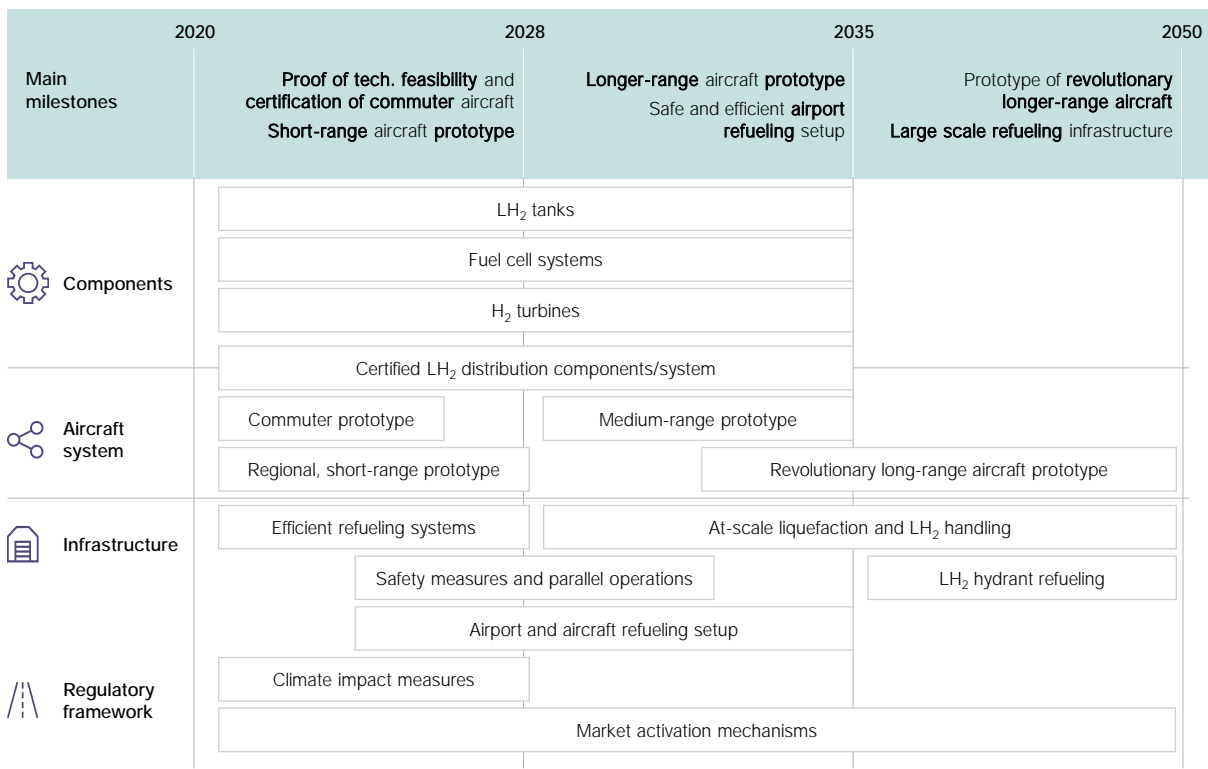 2020
2028
2035
2050
Main
milestones
Proof of tech. feasibility and
certification of commuter aircraft
Short-range aircraft prototype
Longer-range aircraft prototype
Safe and efficient airport
refueling setup
Prototype of revolutionary
longer-range aircraft
Large scale refueling infrastructure
Components
LH₂ tanks
Fuel cell systems
H₂ turbines
Certified LH₂ distribution components/system
Aircraft
system
Commuter prototype
Medium-range prototype
Regional, short-range prototype
Revolutionary long-range aircraft prototype
Infrastructure
Efficient refueling systems
At-scale liquefaction and LH₂ handling
Safety measures and parallel operations
LH₂ hydrant refueling
Airport and aircraft refueling setup
Regulatory
framework
Climate impact measures
Market activation mechanisms